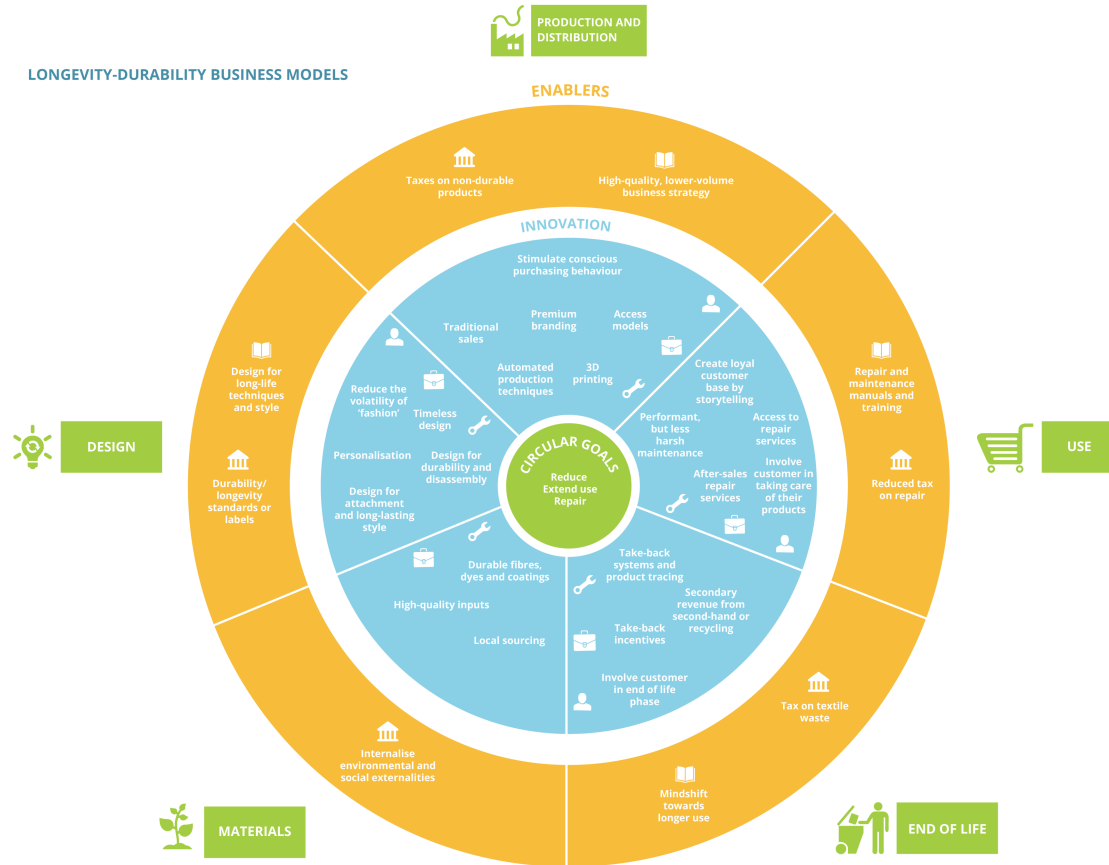 PRODUCTION AND
DISTRIBUTION
LONGEVITY-DURABILITY BUSINESS MODELS
ENABLERS
Taxes on non-durable
products
High-quality, lower-volume
business strategy
INNOVATION
Stimulate conscious
purchasing behaviour
Traditional
sales
Premium
branding
Access
models
Automated
production
techniques
3D
printing
Design for
long-life
techniques
and style
Durability/
longevity
standards or
labels
DESIGN
Reduce the
volatility of
‘fashion’
Timeless
design
Personalisation
Design for
durability and
disassembly
Design for
attachment
and long-lasting
style
CIRCULAR GOALS
Reduce
Extend use
Repair
Create loyal
customer
base by
storytelling
Performant,
but less
harsh
maintenance
Access to
repair
services
After-sales
repair
services
Involve
customer in
taking care of
their
products
Repair and
maintenance
manuals and
training
Reduced tax
on repair
USE
Durable fibres,
dyes and coatings
High-quality inputs
Local sourcing
Take-back
systems and
product tracing
Secondary
revenue from
second-hand or
recycling
Take-back
incentives
Involve customer
in end of life
phase
Internalise
environmental and
social externalities
Tax on textile
waste
Mindshift
towards
longer use
MATERIALS
END OF LIFE